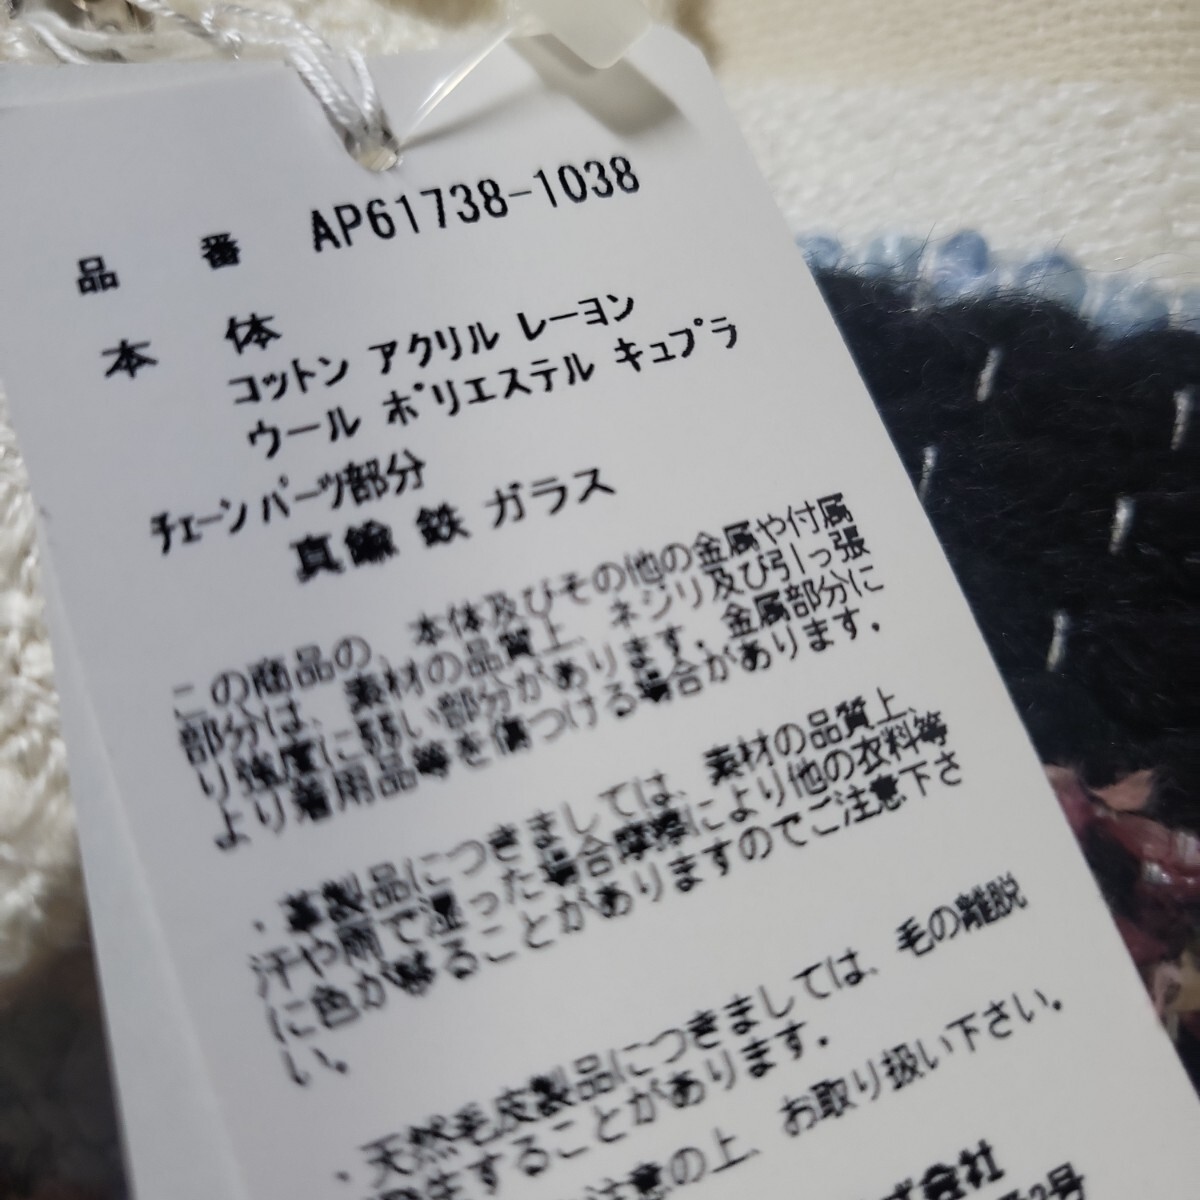 品 番 AP61738-1038
本 体
コットン アクリル レーヨン
ウール ポリエステル キュプラ
チェーンパーツ部分
真鍮 鉄 ガラス
この商品の、本体及びその他の金属や付属
部分は、素材の品質上、ネジリ及び引っ張
り強度に弱い部分があります。金属部分に
より着用品等を傷つける場合があります。
・革製品につきましては、素材の品質上、
汗や雨で湿った場合摩擦により他の衣料等
に色が移ることがありますのでご注意下さ
い。
・天然毛皮製品につきましては、毛の離脱
発生することがあります。
注意の上、お取り扱い下さい。
会社
号